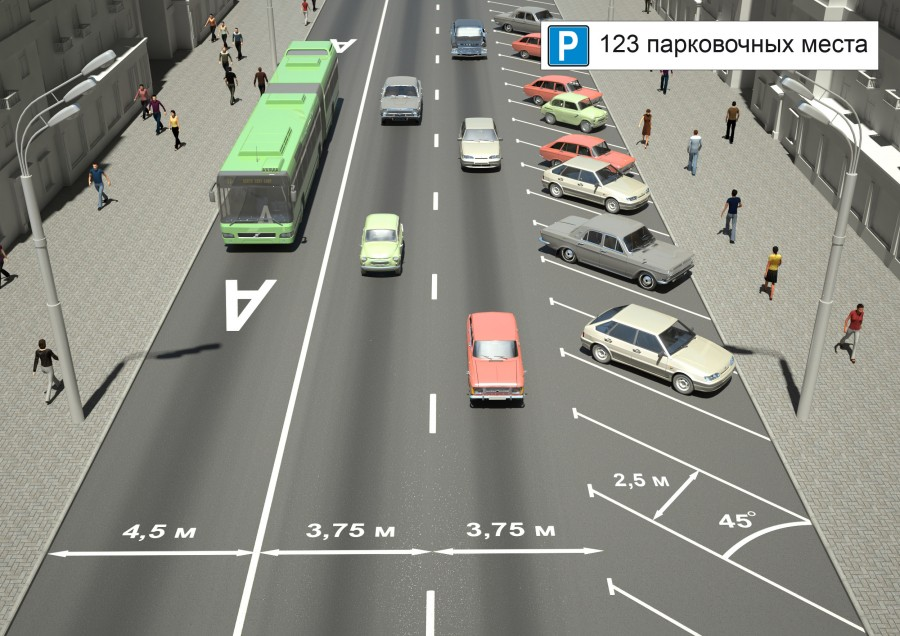 P 123 парковочных места
A
A
A
2,5 м
45°
4,5 м
3,75 м
3,75 м